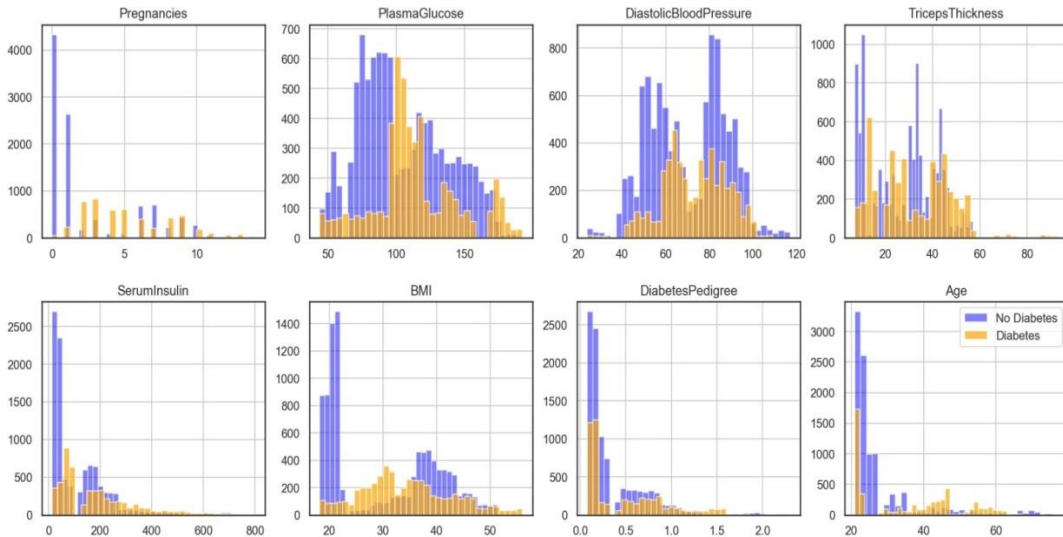 Pregnancies
4000
3000
2000
1000
0
0 5 10
PlasmaGlucose
700
600
500
400
300
200
100
0
50 100 150
DiastolicBloodPressure
800
600
400
200
0
20 40 60 80 100 120
TricepsThickness
1000
800
600
400
200
0
20 40 60 80
SerumInsulin
2500
2000
1500
1000
500
0
0 200 400 600 800
BMI
1400
1200
1000
800
600
400
200
0
20 30 40 50
DiabetesPedigree
2500
2000
1500
1000
500
0
0.0 0.5 1.0 1.5 2.0
Age
No Diabetes
Diabetes
3000
2500
2000
1500
1000
500
0
20 40 60